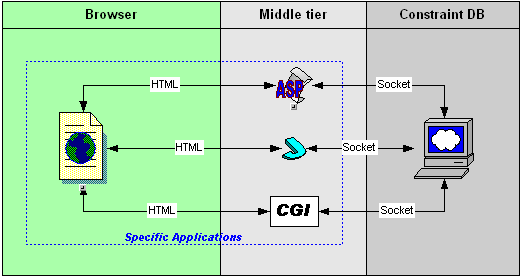 Browser
Middle tier
Constraint DB
HTML
ASP
Socket
HTML
Socket
HTML
CGI
Socket
Specific Applications